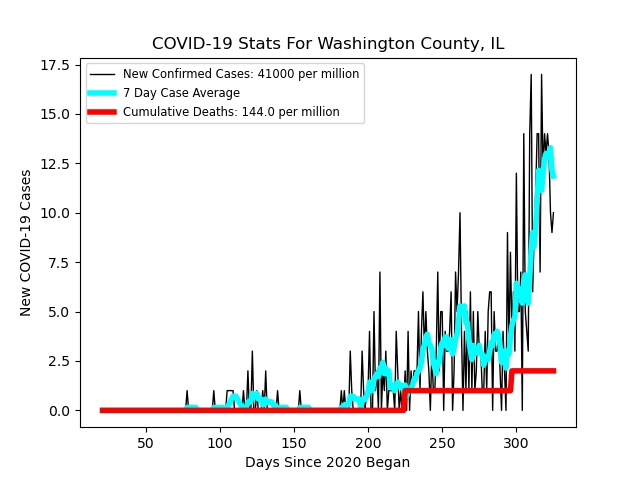 COVID-19 Stats For Washington County, IL
New Confirmed Cases: 41000 per million
7 Day Case Average
Cumulative Deaths: 144.0 per million
New COVID-19 Cases
17.5
15.0
12.5
10.0
7.5
5.0
2.5
0.0
50 100 150 200 250 300
Days Since 2020 Began